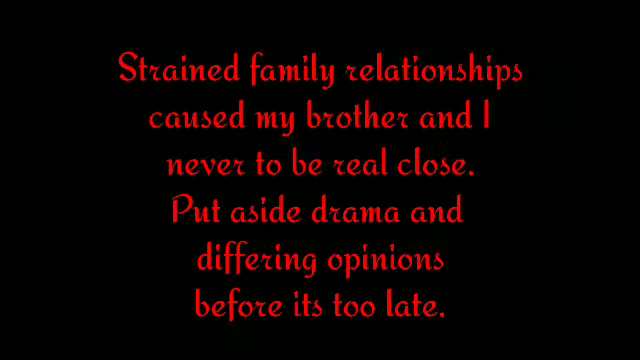 Strained family relationships
caused my brother and I
never to be real close.
Put aside drama and
differing opinions
before its too late.